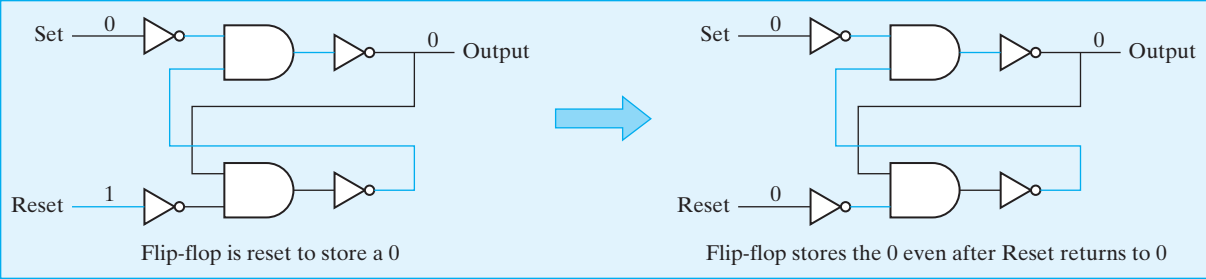 Set 0 0 Output
Reset 1
Flip-flop is reset to store a 0
Set 0 0 Output
Reset 0
Flip-flop stores the 0 even after Reset returns to 0